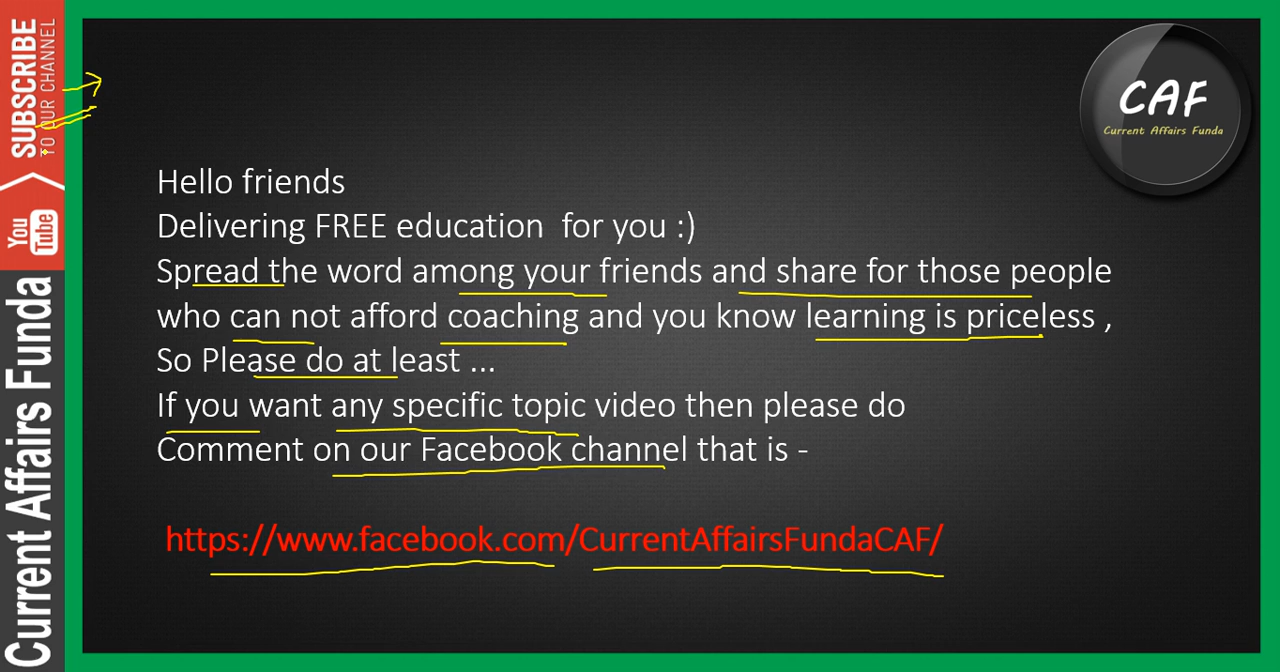 SUBSCRIBE
TO OUR CHANNEL
You
Tube
Current Affairs Funda
CAF
Current Affairs Funda
Hello friends
Delivering FREE education  for you :)
Spread the word among your friends and share for those people
who can not afford coaching and you know learning is priceless ,
So Please do at least ...
If you want any specific topic video then please do
Comment on our Facebook channel that is -
https://www.facebook.com/CurrentAffairsFundaCAF/